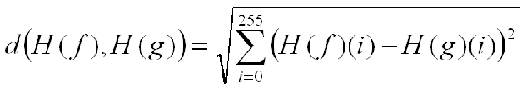 d(H(f),H(g)) = √∑_{i=0}^{255} (H(f)(i) − H(g)(i))²